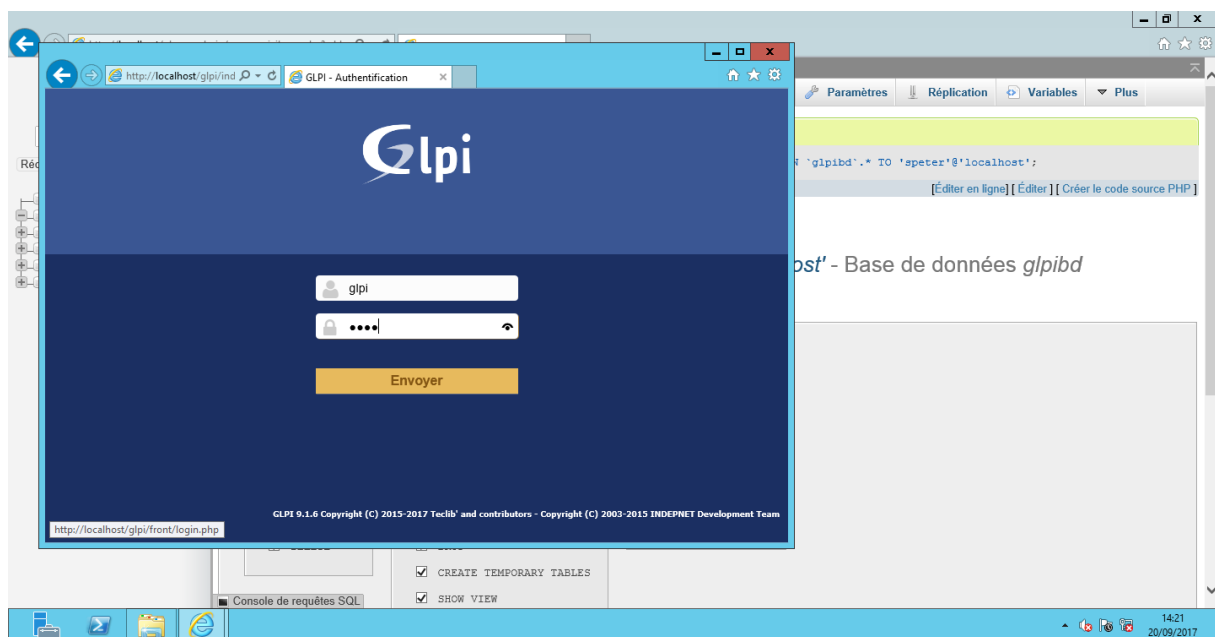 http://localhost/glpi/ind
GLPI - Authentification
Paramètres
Réplication
Variables
Plus
Glpi
Réc
`glpibd`.* TO 'speter'@'localhost';
[Éditer en ligne] [ Éditer ] [ Créer le code source PHP ]
ost' - Base de données glpibd
glpi
••••
Envoyer
GLPI 9.1.6 Copyright (C) 2015-2017 Teclib' and contributors - Copyright (C) 2003-2015 INDEPNET Development Team
http://localhost/glpi/front/login.php
CREATE TEMPORARY TABLES
Console de requêtes SQL
SHOW VIEW
14:21
20/09/2017